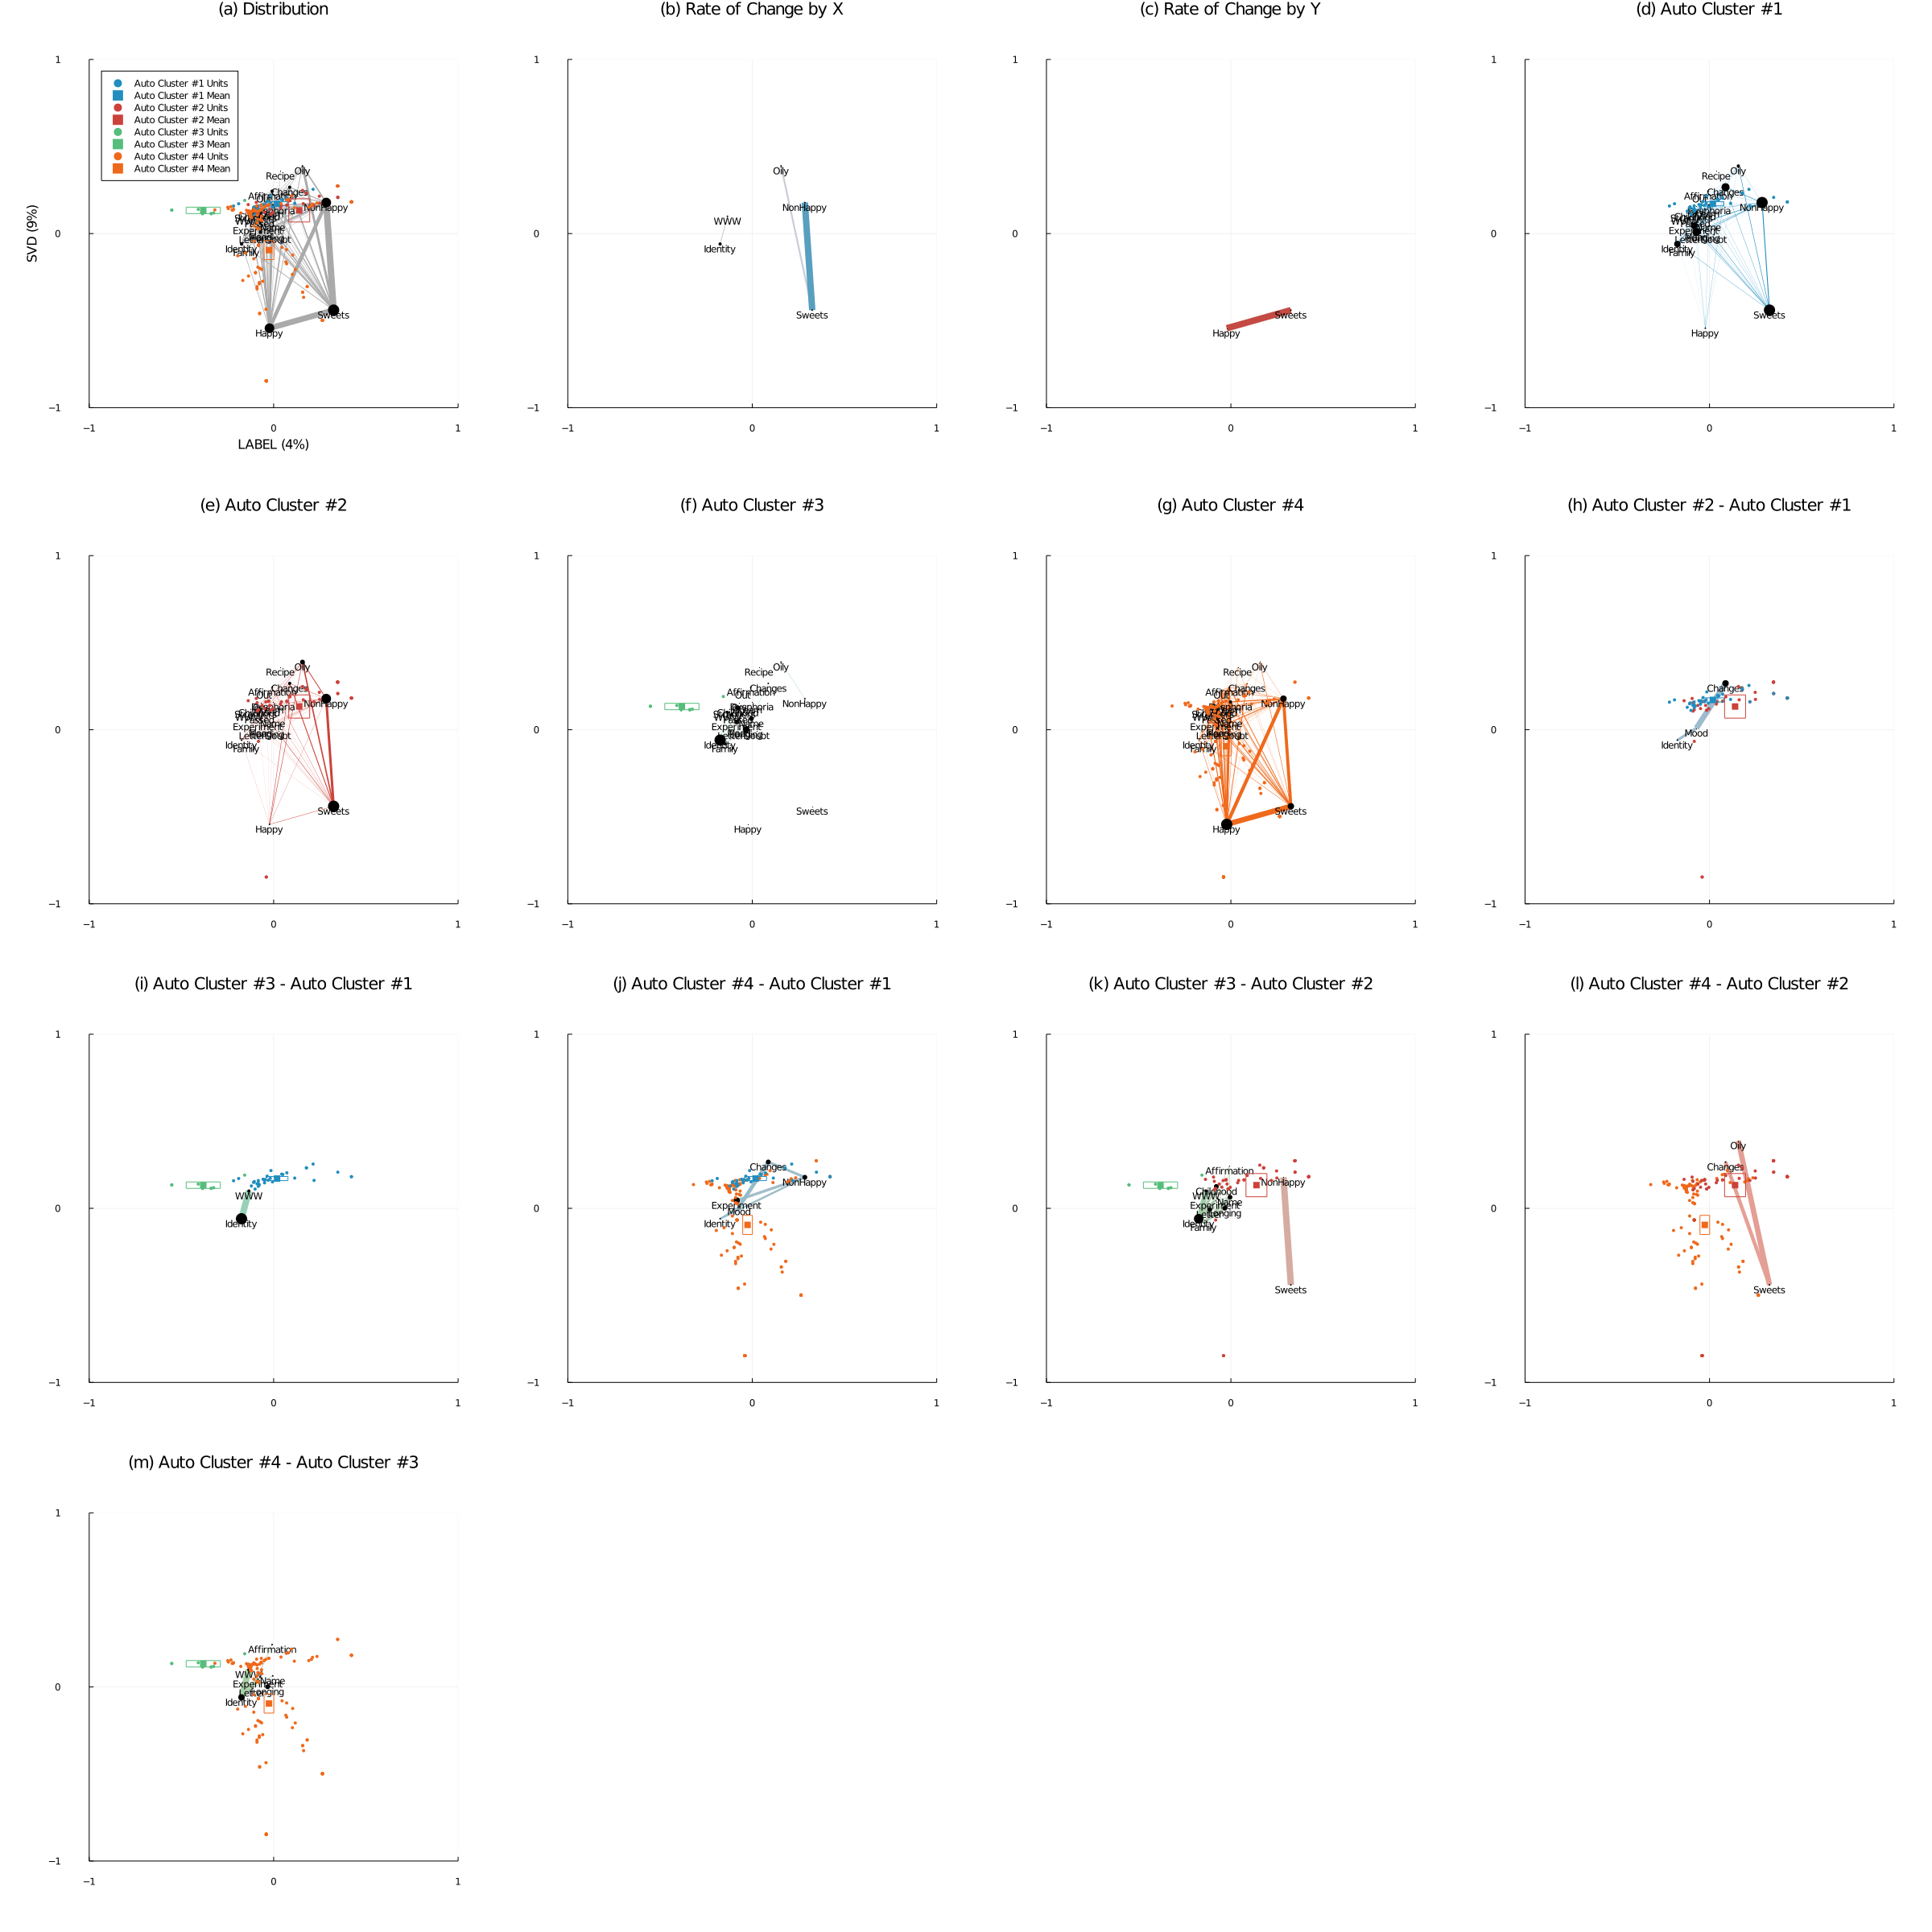 (a) Distribution
(b) Rate of Change by X
(c) Rate of Change by Y
(d) Auto Cluster #1
1
0
−1
SVD (9%)
−1
0
1
LABEL (4%)
Auto Cluster #1 Units
Auto Cluster #1 Mean
Auto Cluster #2 Units
Auto Cluster #2 Mean
Auto Cluster #3 Units
Auto Cluster #3 Mean
Auto Cluster #4 Units
Auto Cluster #4 Mean
Oily
Recipe
Changes
Affirmation
NonHappy
Experiment
Identity
Family
Sweets
Happy
1
0
−1
−1
0
1
Oily
NonHappy
WWW
Identity
Sweets
1
0
−1
−1
0
1
Sweets
Happy
1
0
−1
−1
0
1
Oily
Recipe
Changes
Affirmation
NonHappy
Experiment
Identity
Family
Sweets
Happy
(e) Auto Cluster #2
(f) Auto Cluster #3
(g) Auto Cluster #4
(h) Auto Cluster #2 - Auto Cluster #1
1
0
−1
−1
0
1
Oily
Recipe
Changes
Affirmation
NonHappy
Name
Experiment
Identity
Family
Sweets
Happy
1
0
−1
−1
0
1
Oily
Recipe
Changes
Affirmation
Out
NonHappy
Name
Experiment
Identity
Family
Sweets
Happy
1
0
−1
−1
0
1
Oily
Recipe
Changes
Affirmation
NonHappy
Name
Experiment
Identity
Family
Sweets
Happy
1
0
−1
−1
0
1
Changes
Mood
Identity
(i) Auto Cluster #3 - Auto Cluster #1
(j) Auto Cluster #4 - Auto Cluster #1
(k) Auto Cluster #3 - Auto Cluster #2
(l) Auto Cluster #4 - Auto Cluster #2
1
0
−1
−1
0
1
WWW
Identity
1
0
−1
−1
0
1
Changes
NonHappy
Experiment
Mood
Identity
1
0
−1
−1
0
1
Affirmation
NonHappy
Childhood
WWW
Name
Experiment
Longing
Identity
Family
Sweets
1
0
−1
−1
0
1
Oily
Changes
Sweets
(m) Auto Cluster #4 - Auto Cluster #3
1
0
−1
−1
0
1
Affirmation
WWW
Name
Experiment
Longing
Identity